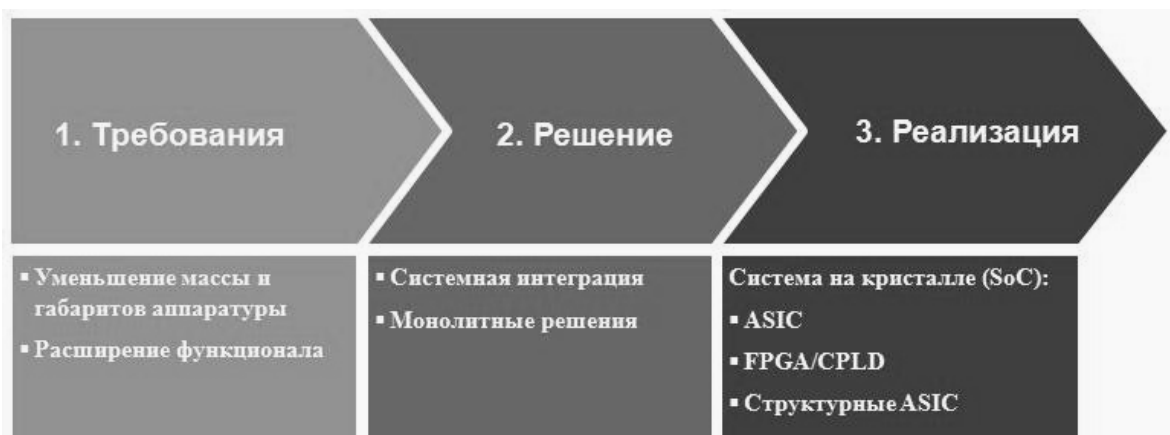 1. Требования
2. Решение
3. Реализация
▪ Уменьшение массы и
габаритов аппаратуры
▪ Расширение функционала
▪ Системная интеграция
▪ Монолитные решения
Система на кристалле (SoC):
▪ ASIC
▪ FPGA/CPLD
▪ Структурные ASIC